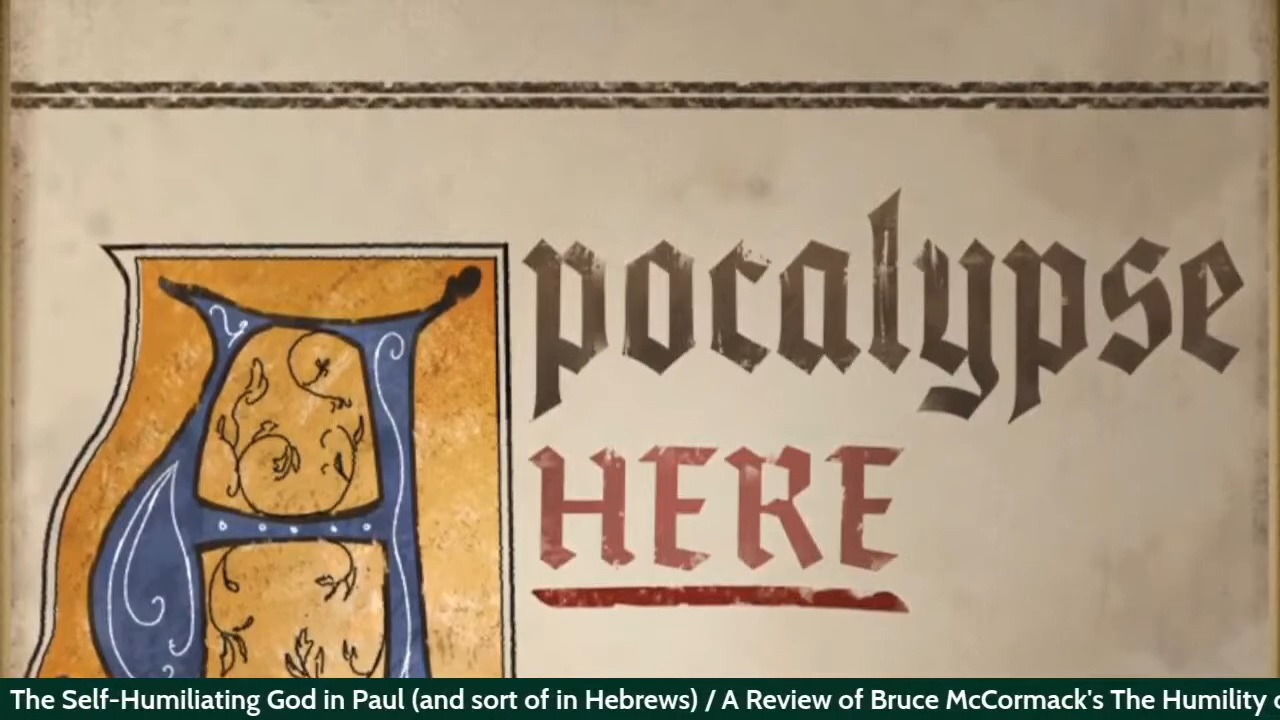 Apocalypse
HERE
The Self-Humiliating God in Paul (and sort of in Hebrews) / A Review of Bruce McCormack's The Humility